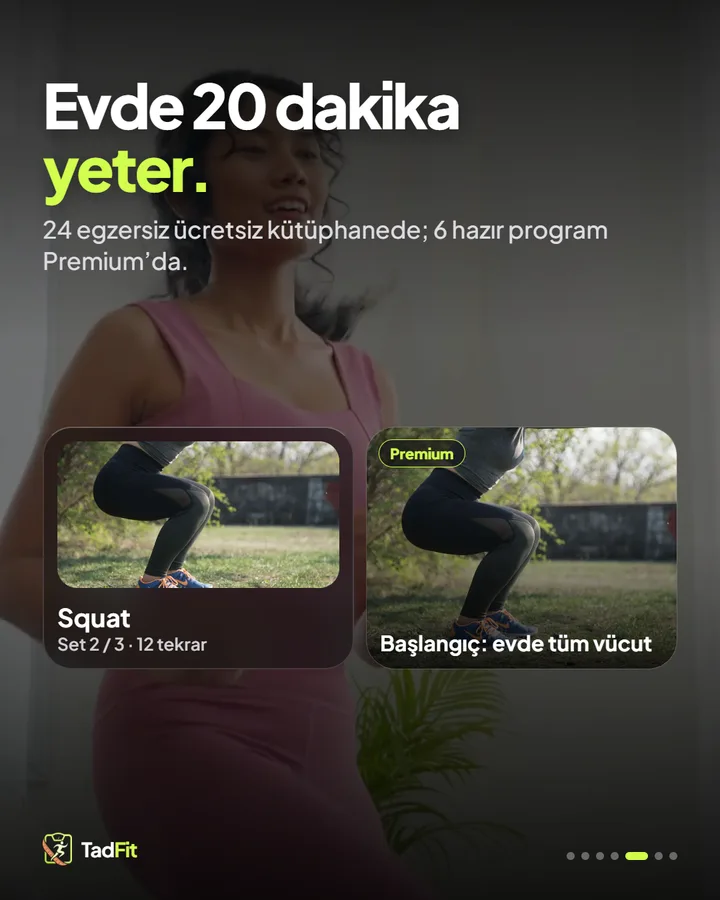 Evde 20 dakika
yeter.
24 egzersiz ücretsiz kütüphanede; 6 hazır program
Premium’da.
Premium
Squat
Set 2 / 3 · 12 tekrar
Başlangıç: evde tüm vücut
TadFit